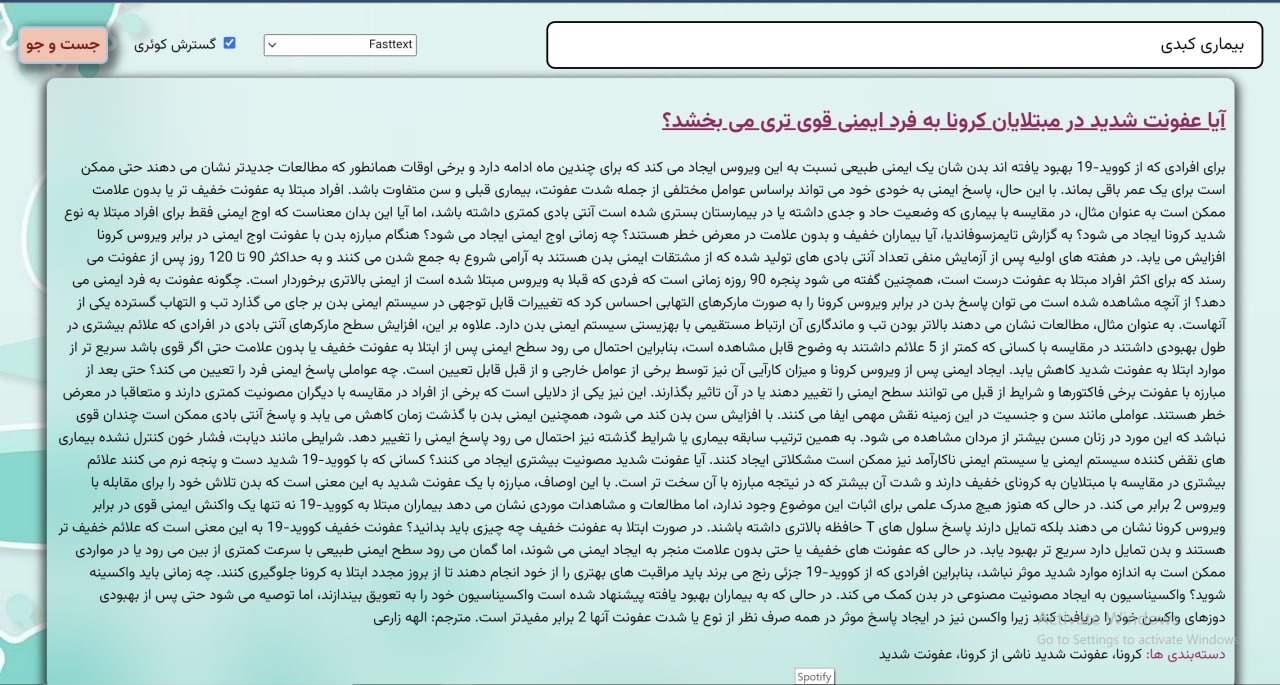 بیماری کبدی
Fasttext
گسترش کوئری
جست و جو
آیا عفونت شدید در مبتلایان کرونا به فرد ایمنی قوی تری می بخشد؟
برای افرادی که از کووید-19 بهبود یافته اند بدن شان یک ایمنی طبیعی نسبت به این ویروس ایجاد می کند که برای چندین ماه ادامه دارد و برخی اوقات همانطور که مطالعات جدیدتر نشان می دهند حتی ممکن
است برای یک عمر باقی بماند. با این حال، پاسخ ایمنی به خودی خود می تواند براساس عوامل مختلفی از جمله شدت عفونت، بیماری قبلی و سن متفاوت باشد. افراد مبتلا به عفونت خفیف تر یا بدون علامت
ممکن است به عنوان مثال، در مقایسه با بیماری که وضعیت حاد و جدی داشته یا در بیمارستان بستری شده است آنتی بادی کمتری داشته باشد، اما آیا این بدان معناست که اوج ایمنی فقط برای افراد مبتلا به نوع
شدید کرونا ایجاد می شود؟ به گزارش تایمزسوفاندیا، آیا بیماران خفیف و بدون علامت در معرض خطر هستند؟ چه زمانی اوج ایمنی ایجاد می شود؟ هنگام مبارزه بدن با عفونت اوج ایمنی در برابر ویروس کرونا
افزایش می یابد. در هفته های اولیه پس از آزمایش منفی تعداد آنتی بادی های تولید شده که از مشتقات ایمنی بدن هستند به آرامی شروع به جمع شدن می کنند و به حداکثر 90 تا 120 روز پس از عفونت می
رسند که برای اکثر افراد مبتلا به عفونت درست است، همچنین گفته می شود پنجره 90 روزه زمانی است که فردی که قبلا به ویروس مبتلا شده است از ایمنی بالاتری برخوردار است. چگونه عفونت به فرد ایمنی می
دهد؟ از آنچه مشاهده شده است می توان پاسخ بدن در برابر ویروس کرونا را به صورت مارکرهای التهابی احساس کرد که تغییرات قابل توجهی در سیستم ایمنی بدن بر جای می گذارد تب و التهاب گسترده یکی از
آنهاست. به عنوان مثال، مطالعات نشان می دهند بالاتر بودن تب و ماندگاری آن ارتباط مستقیمی با بهزیستی سیستم ایمنی بدن دارد. علاوه بر این، افزایش سطح مارکرهای آنتی بادی در افرادی که علائم بیشتری در
طول بهبودی داشتند در مقایسه با کسانی که کمتر از 5 علائم داشتند به وضوح قابل مشاهده است، بنابراین احتمال می رود سطح ایمنی پس از ابتلا به عفونت خفیف یا بدون علامت حتی اگر قوی باشد سریع تر از
موارد ابتلا به عفونت شدید کاهش یابد. ایجاد ایمنی پس از ویروس کرونا و میزان کارآیی آن نیز توسط برخی از عوامل خارجی و از قبل قابل تعیین است. چه عواملی پاسخ ایمنی فرد را تعیین می کند؟ حتی بعد از
مبارزه با عفونت برخی فاکتورها و شرایط از قبل می توانند سطح ایمنی را تغییر دهند یا در آن تاثیر بگذارند. این نیز یکی از دلایلی است که برخی از افراد در مقایسه با دیگران مصونیت کمتری دارند و متعاقبا در معرض
خطر هستند. عواملی مانند سن و جنسیت در این زمینه نقش مهمی ایفا می کنند. با افزایش سن بدن کند می شود، همچنین ایمنی بدن با گذشت زمان کاهش می یابد و پاسخ آنتی بادی ممکن است چندان قوی
نباشد که این مورد در زنان مسن بیشتر از مردان مشاهده می شود. به همین ترتیب سابقه بیماری یا شرایط گذشته نیز احتمال می رود پاسخ ایمنی را تغییر دهد. شرایطی مانند دیابت، فشار خون کنترل نشده بیماری
های نقض کننده سیستم ایمنی یا سیستم ایمنی ناکارآمد نیز ممکن است مشکلاتی ایجاد کنند. آیا عفونت شدید مصونیت بیشتری ایجاد می کنند؟ کسانی که با کووید-19 شدید دست و پنجه نرم می کنند علائم
بیشتری در مقایسه با مبتلایان به کرونای خفیف دارند و شدت آن بیشتر که در نیتجه مبارزه با آن سخت تر است. با این اوصاف، مبارزه با یک عفونت شدید به این معنی است که بدن تلاش خود را برای مقابله با
ویروس 2 برابر می کند. در حالی که هنوز هیچ مدرک علمی برای اثبات این موضوع وجود ندارد، اما مطالعات و مشاهدات موردی نشان می دهد بیماران مبتلا به کووید-19 نه تنها یک واکنش ایمنی قوی در برابر
ویروس کرونا نشان می دهند بلکه تمایل دارند پاسخ سلول های T حافظه بالاتری داشته باشند. در صورت ابتلا به عفونت خفیف چه چیزی باید بدانید؟ عفونت خفیف کووید-19 به این معنی است که علائم خفیف تر
هستند و بدن تمایل دارد سریع تر بهبود یابد. در حالی که عفونت های خفیف یا حتی بدون علامت منجر به ایجاد ایمنی می شوند، اما گمان می رود سطح ایمنی طبیعی با سرعت کمتری از بین می رود یا در مواردی
ممکن است به اندازه موارد شدید موثر نباشد، بنابراین افرادی که از کووید-19 جزئی رنج می برند باید مراقبت های بهتری را از خود انجام دهند تا از بروز مجدد ابتلا به کرونا جلوگیری کنند. چه زمانی باید واکسینه
شوید؟ واکسیناسیون به ایجاد مصونیت مصنوعی در بدن کمک می کند. در حالی که به بیماران بهبود یافته پیشنهاد شده است واکسیناسیون خود را به تعویق بیندازند، اما توصیه می شود حتی پس از بهبودی
دوزهای واکسن خود را دریافت کنند زیرا واکسن نیز در ایجاد پاسخ موثر در همه صرف نظر از نوع یا شدت عفونت آنها 2 برابر مفیدتر است. مترجم: الهه زارعی
Activate Windows
Go to Settings to activate Windows
دسته‌بندی ها: کرونا، عفونت شدید ناشی از کرونا، عفونت شدید
Spotify